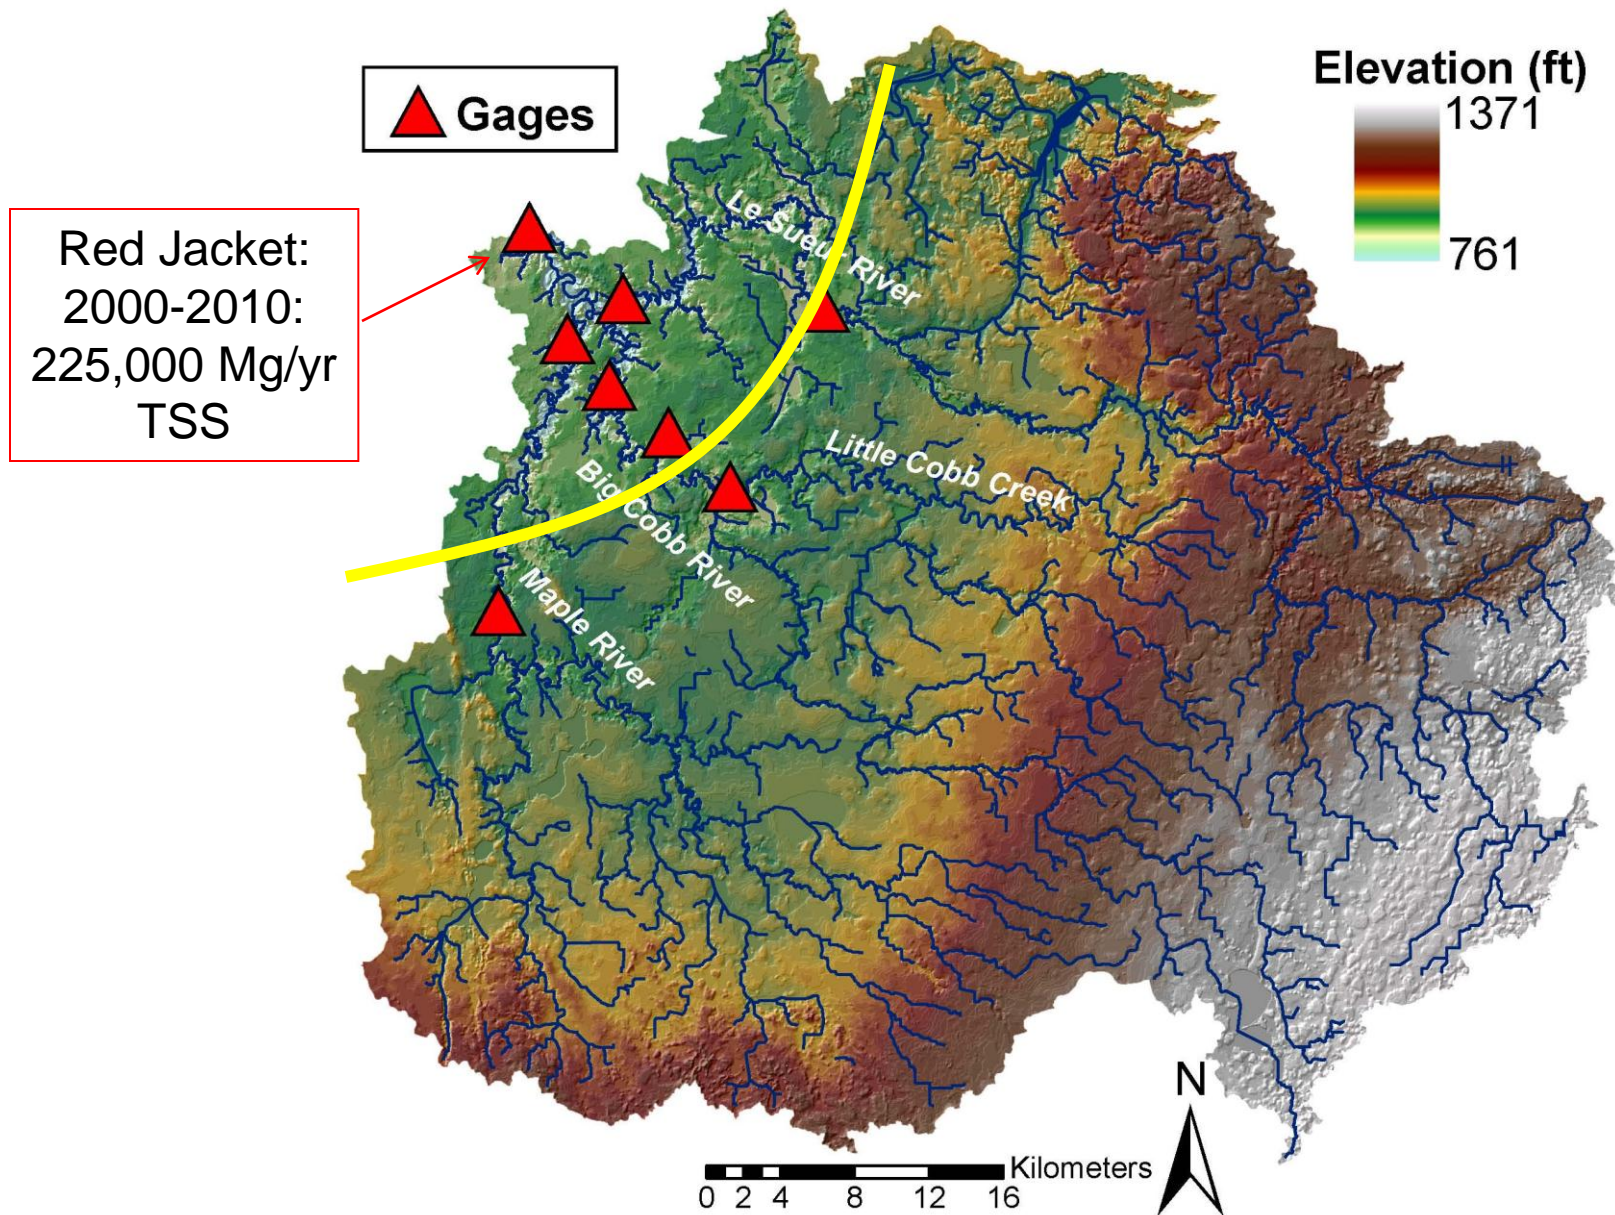 Gages
Elevation (ft)
1371
761
Red Jacket:
2000-2010:
225,000 Mg/yr
TSS
Le Sueur River
Little Cobb Creek
Big Cobb River
Maple River
N
Kilometers
0 2 4 8 12 16